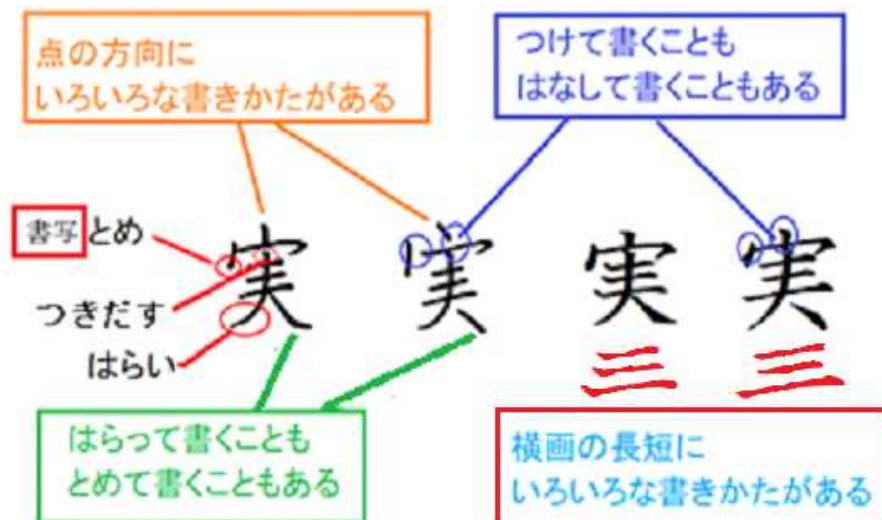 点の方向に
いろいろな書きかたがある
つけて書くことも
はなして書くこともある
書写 とめ
つきだす
はらい
実 実 実 実
三 三
はらって書くことも
とめて書くこともある
横画の長短に
いろいろな書きかたがある